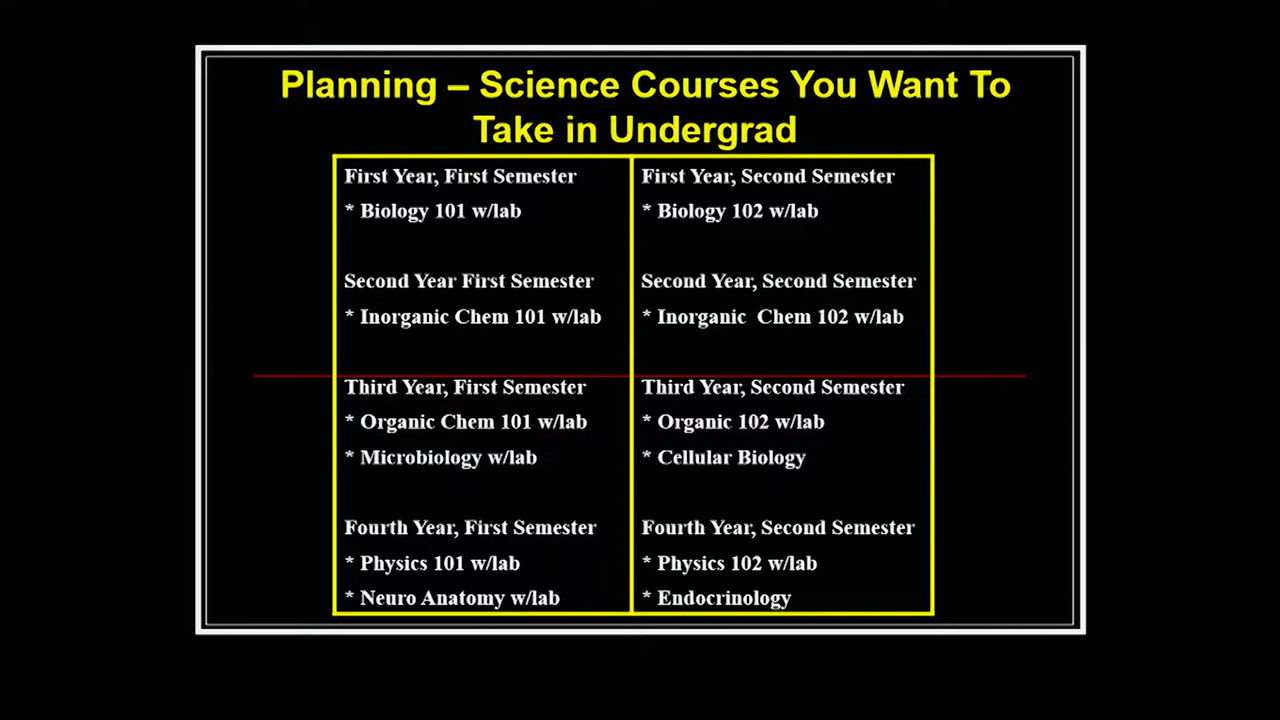 Planning – Science Courses You Want To
Take in Undergrad
First Year, First Semester
* Biology 101 w/lab
Second Year First Semester
* Inorganic Chem 101 w/lab
Third Year, First Semester
* Organic Chem 101 w/lab
* Microbiology w/lab
Fourth Year, First Semester
* Physics 101 w/lab
* Neuro Anatomy w/lab
First Year, Second Semester
* Biology 102 w/lab
Second Year, Second Semester
* Inorganic  Chem 102 w/lab
Third Year, Second Semester
* Organic 102 w/lab
* Cellular Biology
Fourth Year, Second Semester
* Physics 102 w/lab
* Endocrinology